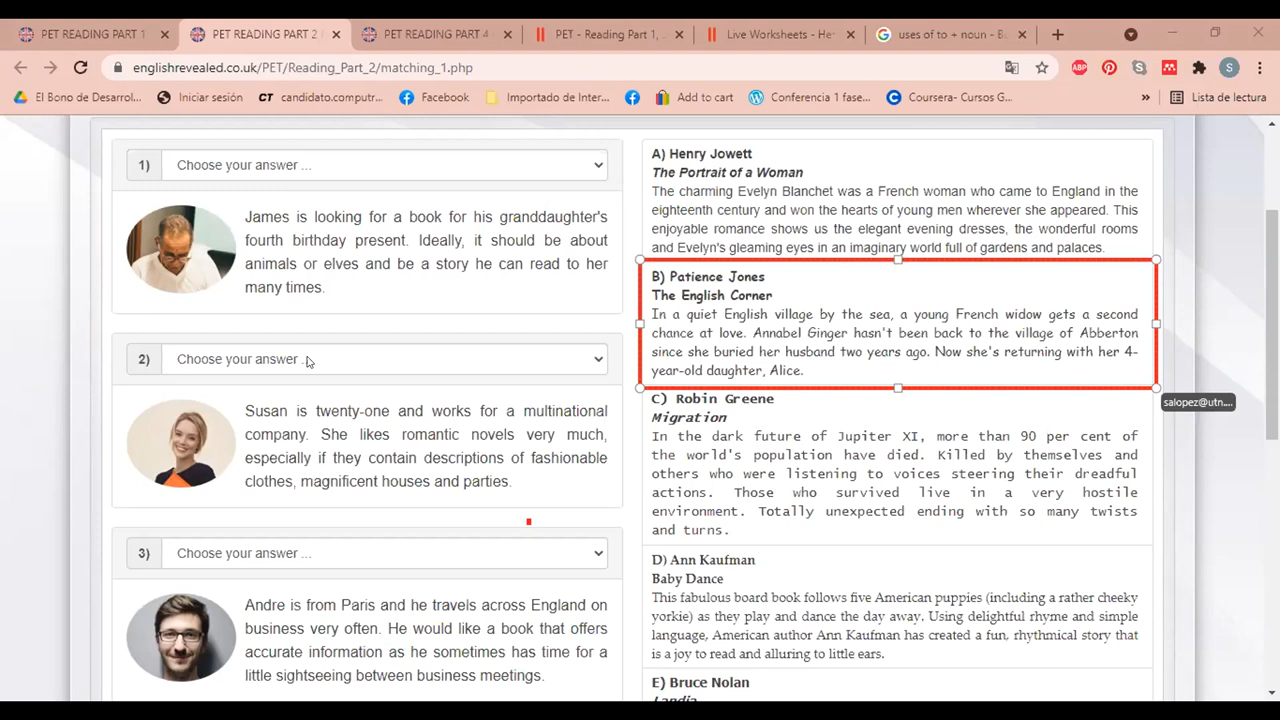 PET READING PART 1
PET READING PART 2
PET READING PART 4
PET - Reading Part 1, ...
Live Worksheets - He
uses of to + noun - Bu
englishrevealed.co.uk/PET/Reading_Part_2/matching_1.php
ABP
S
El Bono de Desarrol...
Iniciar sesión
CT candidato.computr...
Facebook
Importado de Inter...
Add to cart
Conferencia 1 fase...
Coursera- Cursos G...
»
Lista de lectura
1) Choose your answer ...
James is looking for a book for his granddaughter's
fourth birthday present. Ideally, it should be about
animals or elves and be a story he can read to her
many times.
2) Choose your answer ...
Susan is twenty-one and works for a multinational
company. She likes romantic novels very much,
especially if they contain descriptions of fashionable
clothes, magnificent houses and parties.
3) Choose your answer ...
Andre is from Paris and he travels across England on
business very often. He would like a book that offers
accurate information as he sometimes has time for a
little sightseeing between business meetings.
A) Henry Jowett
The Portrait of a Woman
The charming Evelyn Blanchet was a French woman who came to England in the
eighteenth century and won the hearts of young men wherever she appeared. This
enjoyable romance shows us the elegant evening dresses, the wonderful rooms
and Evelyn's gleaming eyes in an imaginary world full of gardens and palaces.
B) Patience Jones
The English Corner
In a quiet English village by the sea, a young French widow gets a second
chance at love. Annabel Ginger hasn't been back to the village of Abberton
since she buried her husband two years ago. Now she's returning with her 4-
year-old daughter, Alice.
salopez@utn....
C) Robin Greene
Migration
In the dark future of Jupiter XI, more than 90 per cent of
the world's population have died. Killed by themselves and
others who were listening to voices steering their dreadful
actions. Those who survived live in a very hostile
environment. Totally unexpected ending with so many twists
and turns.
D) Ann Kaufman
Baby Dance
This fabulous board book follows five American puppies (including a rather cheeky
yorkie) as they play and dance the day away. Using delightful rhyme and simple
language, American author Ann Kaufman has created a fun, rhythmical story that
is a joy to read and alluring to little ears.
E) Bruce Nolan
Landia